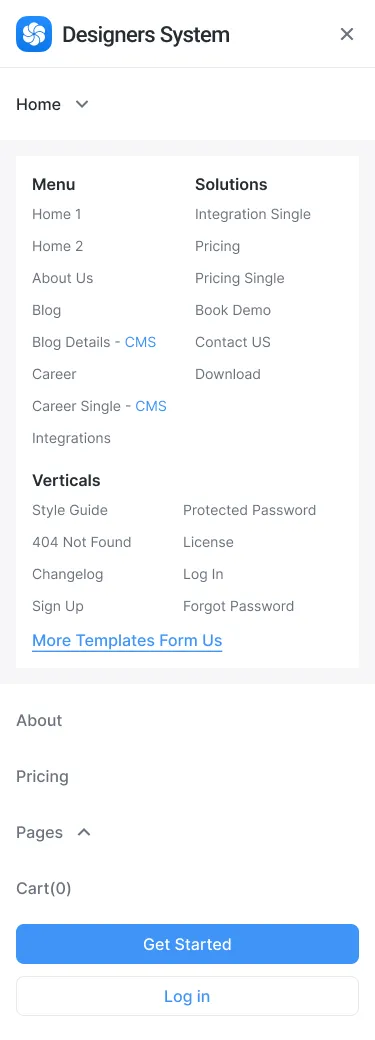 Designers System
Home
Menu
Home 1
Home 2
About Us
Blog
Blog Details - CMS
Career
Career Single - CMS
Integrations
Solutions
Integration Single
Pricing
Pricing Single
Book Demo
Contact US
Download
Verticals
Style Guide
404 Not Found
Changelog
Sign Up
Protected Password
License
Log In
Forgot Password
More Templates Form Us
About
Pricing
Pages
Cart(0)
Get Started
Log in